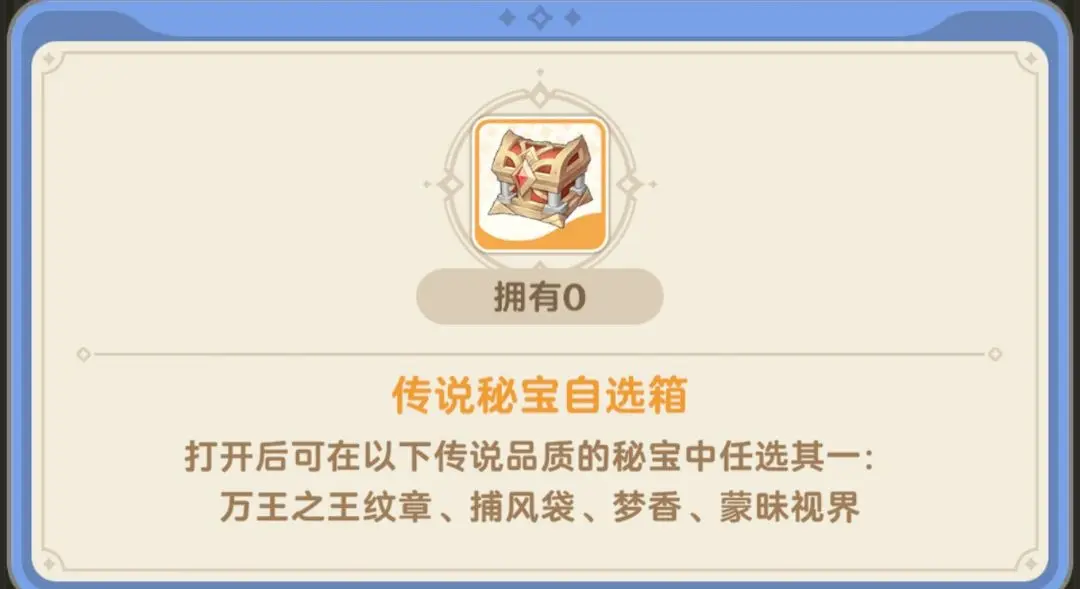 拥有0
传说秘宝自选箱
打开后可在以下传说品质的秘宝中任选其一：
万王之王纹章、捕风袋、梦香、蒙昧视界